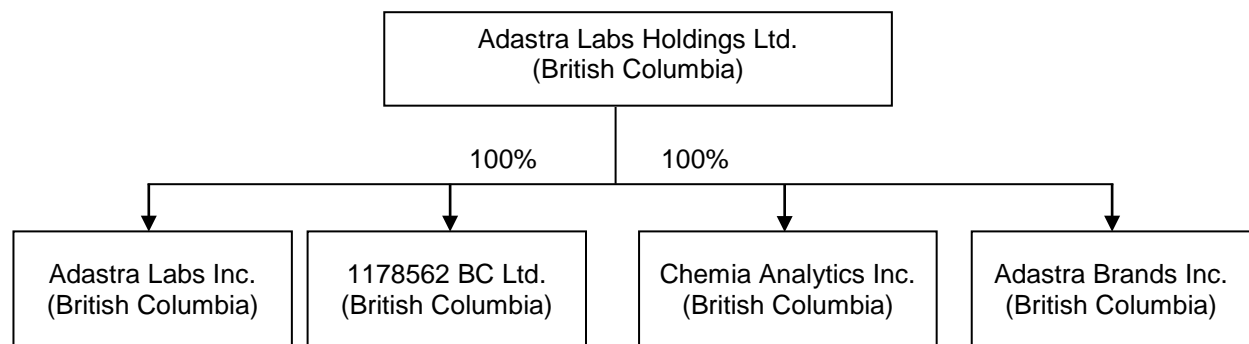 Adastra Labs Holdings Ltd.
(British Columbia)
100%
100%
Adastra Labs Inc.
(British Columbia)
1178562 BC Ltd.
(British Columbia)
Chemia Analytics Inc.
(British Columbia)
Adastra Brands Inc.
(British Columbia)